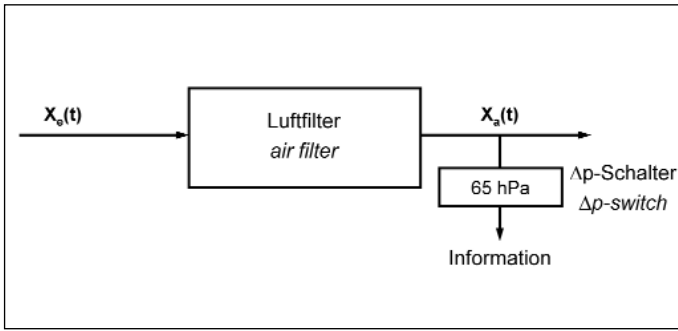 Xe(t)
Luftfilter
air filter
Xa(t)
65 hPa
Δp-Schalter
Δp-switch
Information